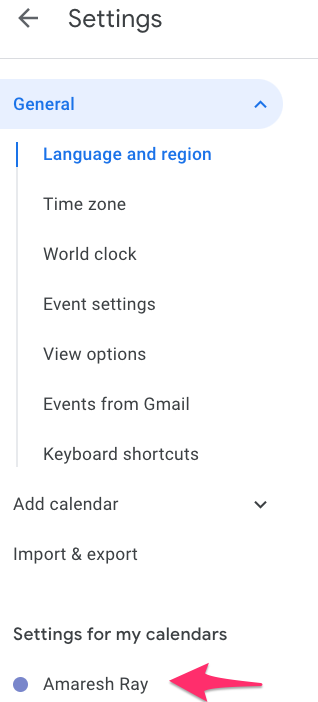 Settings
General
Language and region
Time zone
World clock
Event settings
View options
Events from Gmail
Keyboard shortcuts
Add calendar
Import & export
Settings for my calendars
Amaresh Ray